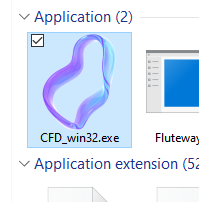 Application (2)
CFD_win32.exe
Fluteway
Application extension (52